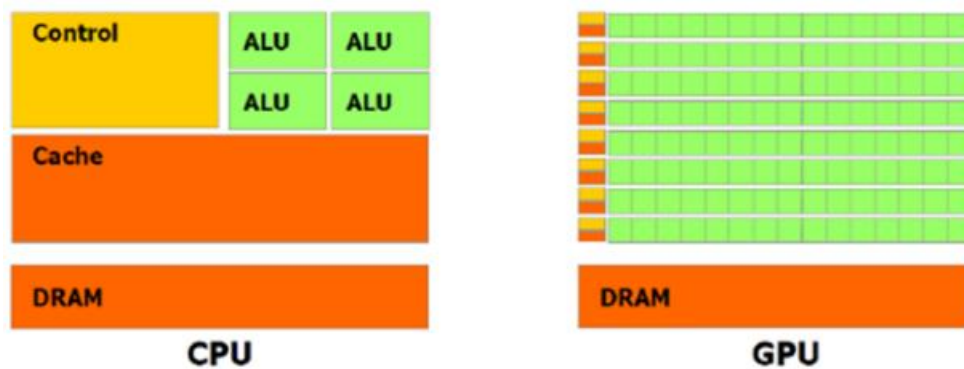 Control
ALU ALU
ALU ALU
Cache
DRAM
CPU
DRAM
GPU